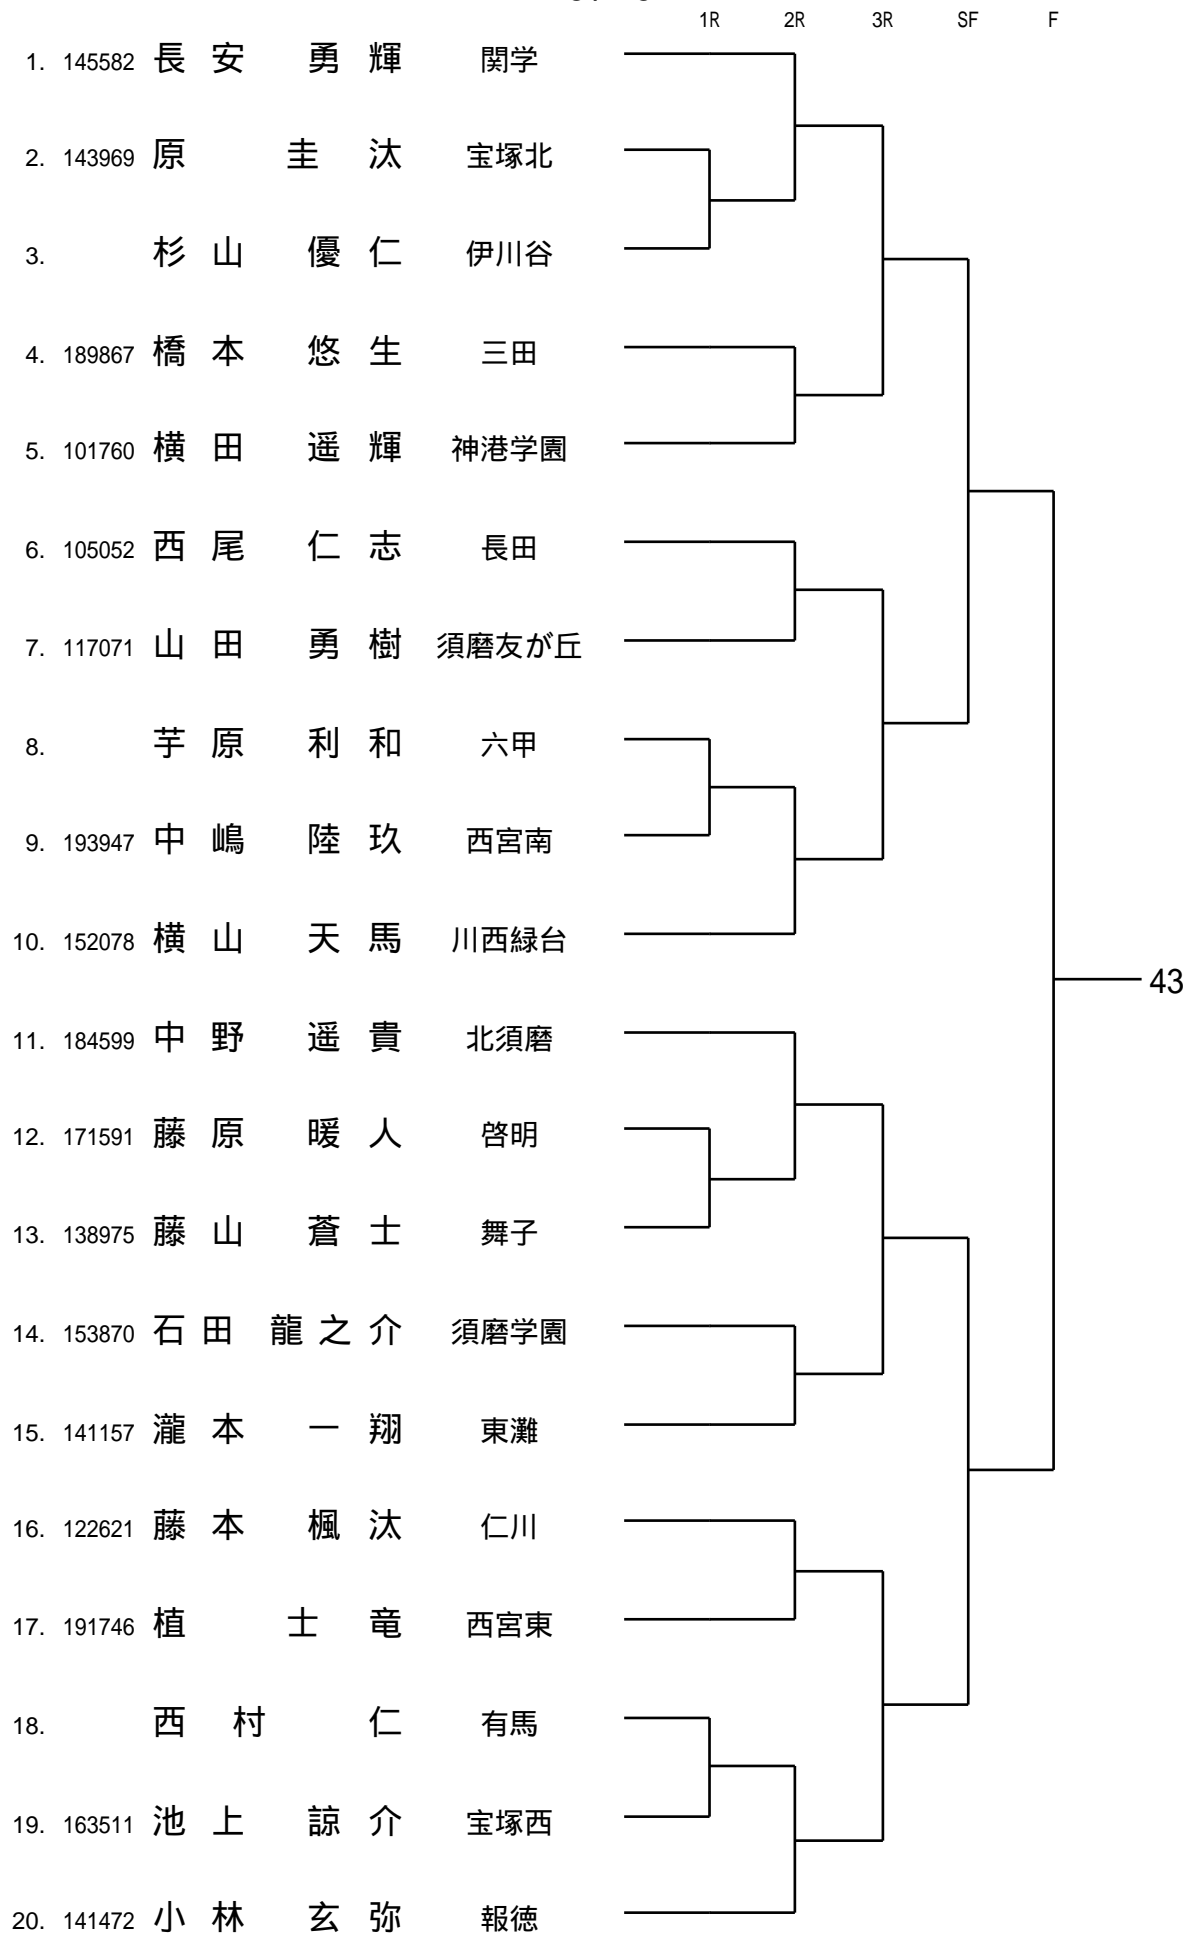 1R 2R 3R SF F
1. 145582 長安 勇輝 関学
2. 143969 原 圭汰 宝塚北
3. 杉山 優仁 伊川谷
4. 189867 橋本 悠生 三田
5. 101760 横田 遥輝 神港学園
6. 105052 西尾 仁志 長田
7. 117071 山田 勇樹 須磨友が丘
8. 芋原 利和 六甲
9. 193947 中嶋 陸玖 西宮南
10. 152078 横山 天馬 川西緑台
43
11. 184599 中野 遥貴 北須磨
12. 171591 藤原 暖人 啓明
13. 138975 藤山 蒼士 舞子
14. 153870 石田 龍之介 須磨学園
15. 141157 瀧本 一翔 東灘
16. 122621 藤本 楓汰 仁川
17. 191746 植 士竜 西宮東
18. 西村 仁 有馬
19. 163511 池上 諒介 宝塚西
20. 141472 小林 玄弥 報徳